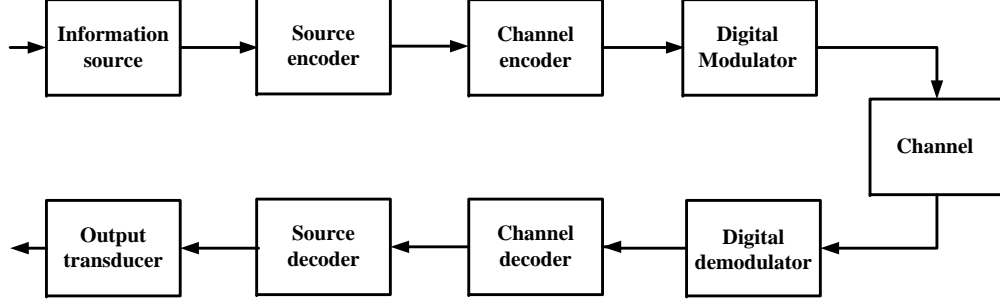 Information
source
Source
encoder
Channel
encoder
Digital
Modulator
Channel
Output
transducer
Source
decoder
Channel
decoder
Digital
demodulator